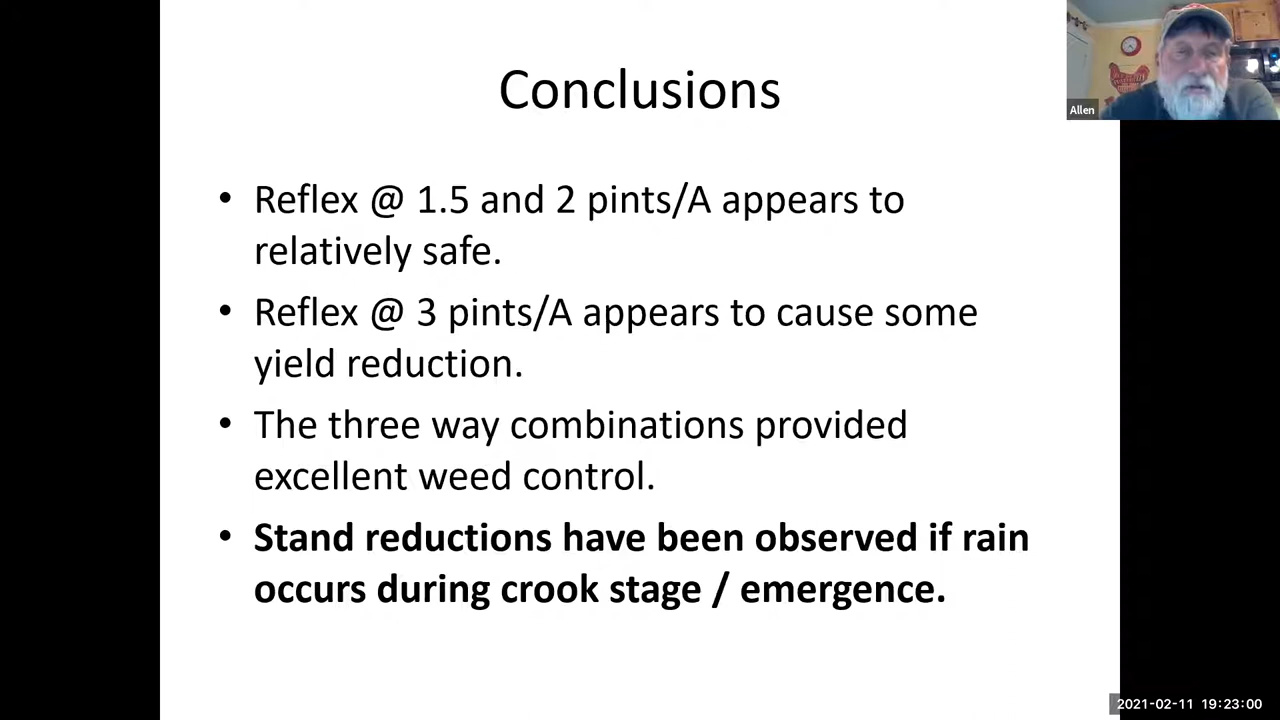 Conclusions
Allen
• Reflex @ 1.5 and 2 pints/A appears to
relatively safe.
• Reflex @ 3 pints/A appears to cause some
yield reduction.
• The three way combinations provided
excellent weed control.
• Stand reductions have been observed if rain
occurs during crook stage / emergence.
2021-02-11 19:23:00